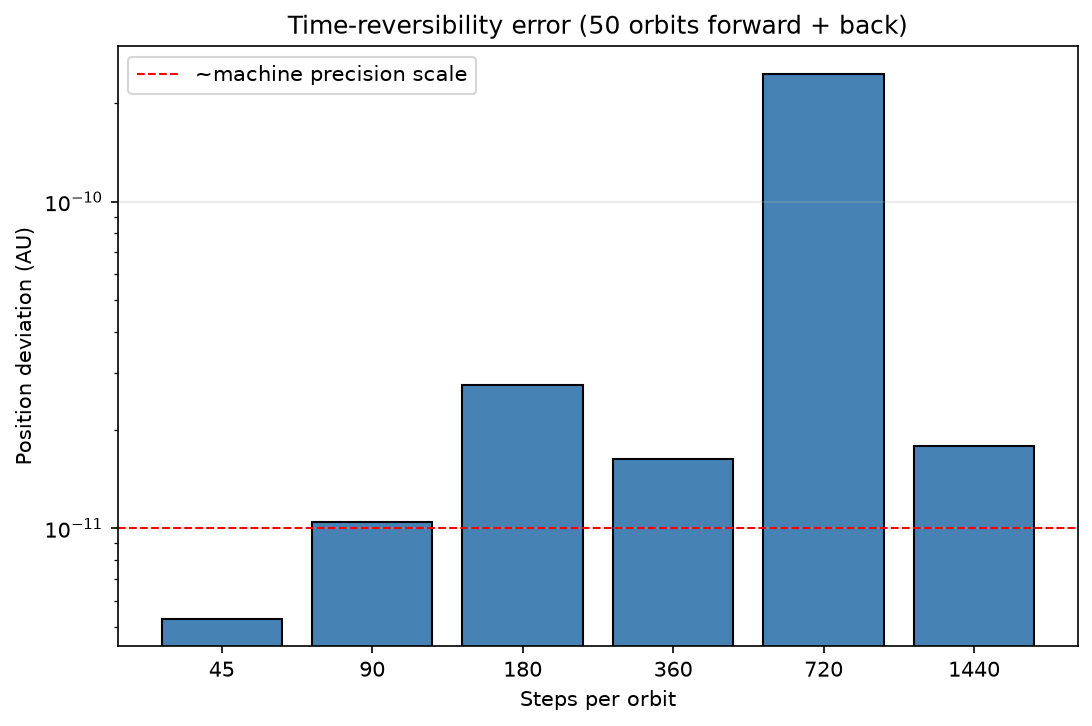 Time-reversibility error (50 orbits forward + back)
~machine precision scale
Position deviation (AU)
10⁻¹⁰
10⁻¹¹
45 90 180 360 720 1440
Steps per orbit